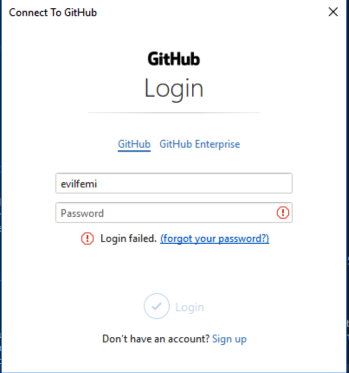 Connect To GitHub
GitHub
Login
GitHub GitHub Enterprise
evilfemi
Password
Login failed. (forgot your password?)
Login
Don't have an account? Sign up